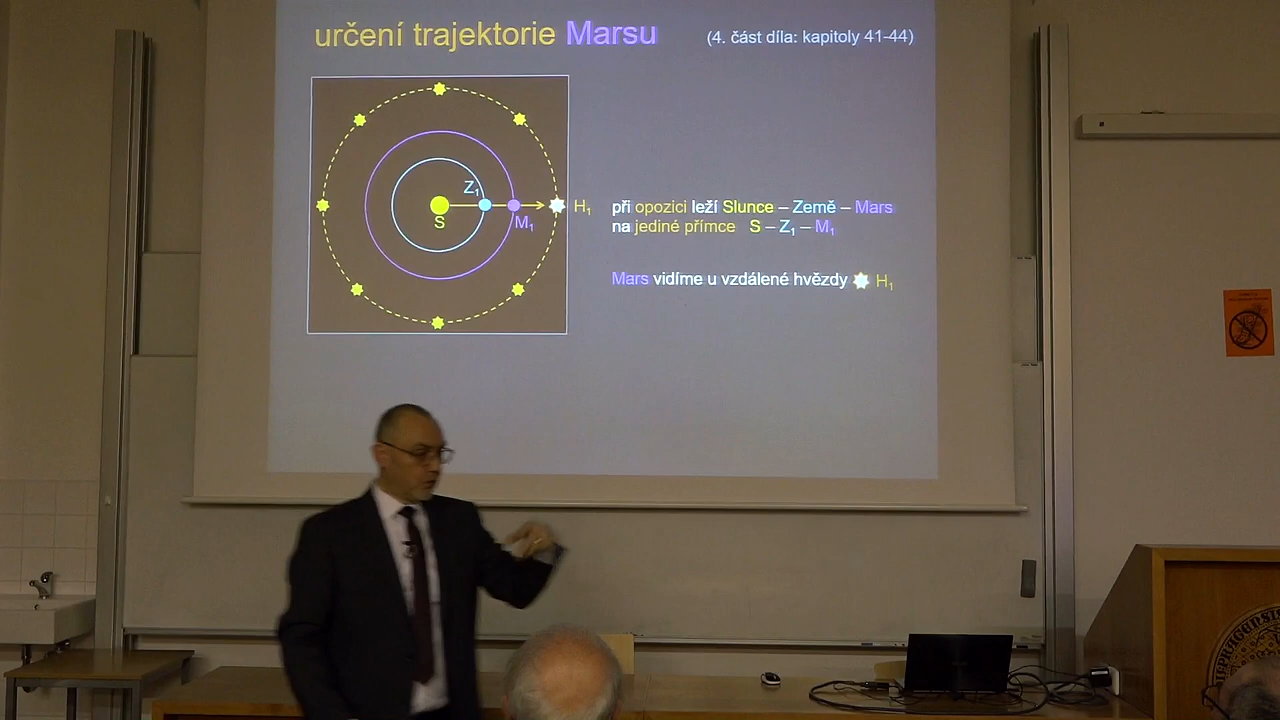 určení trajektorie Marsu
(4. část díla: kapitoly 41-44)
Z1
S
M1
H1
při opozici leží Slunce – Země – Mars
na jediné přímce S – Z1 – M1
Mars vidíme u vzdálené hvězdy H1